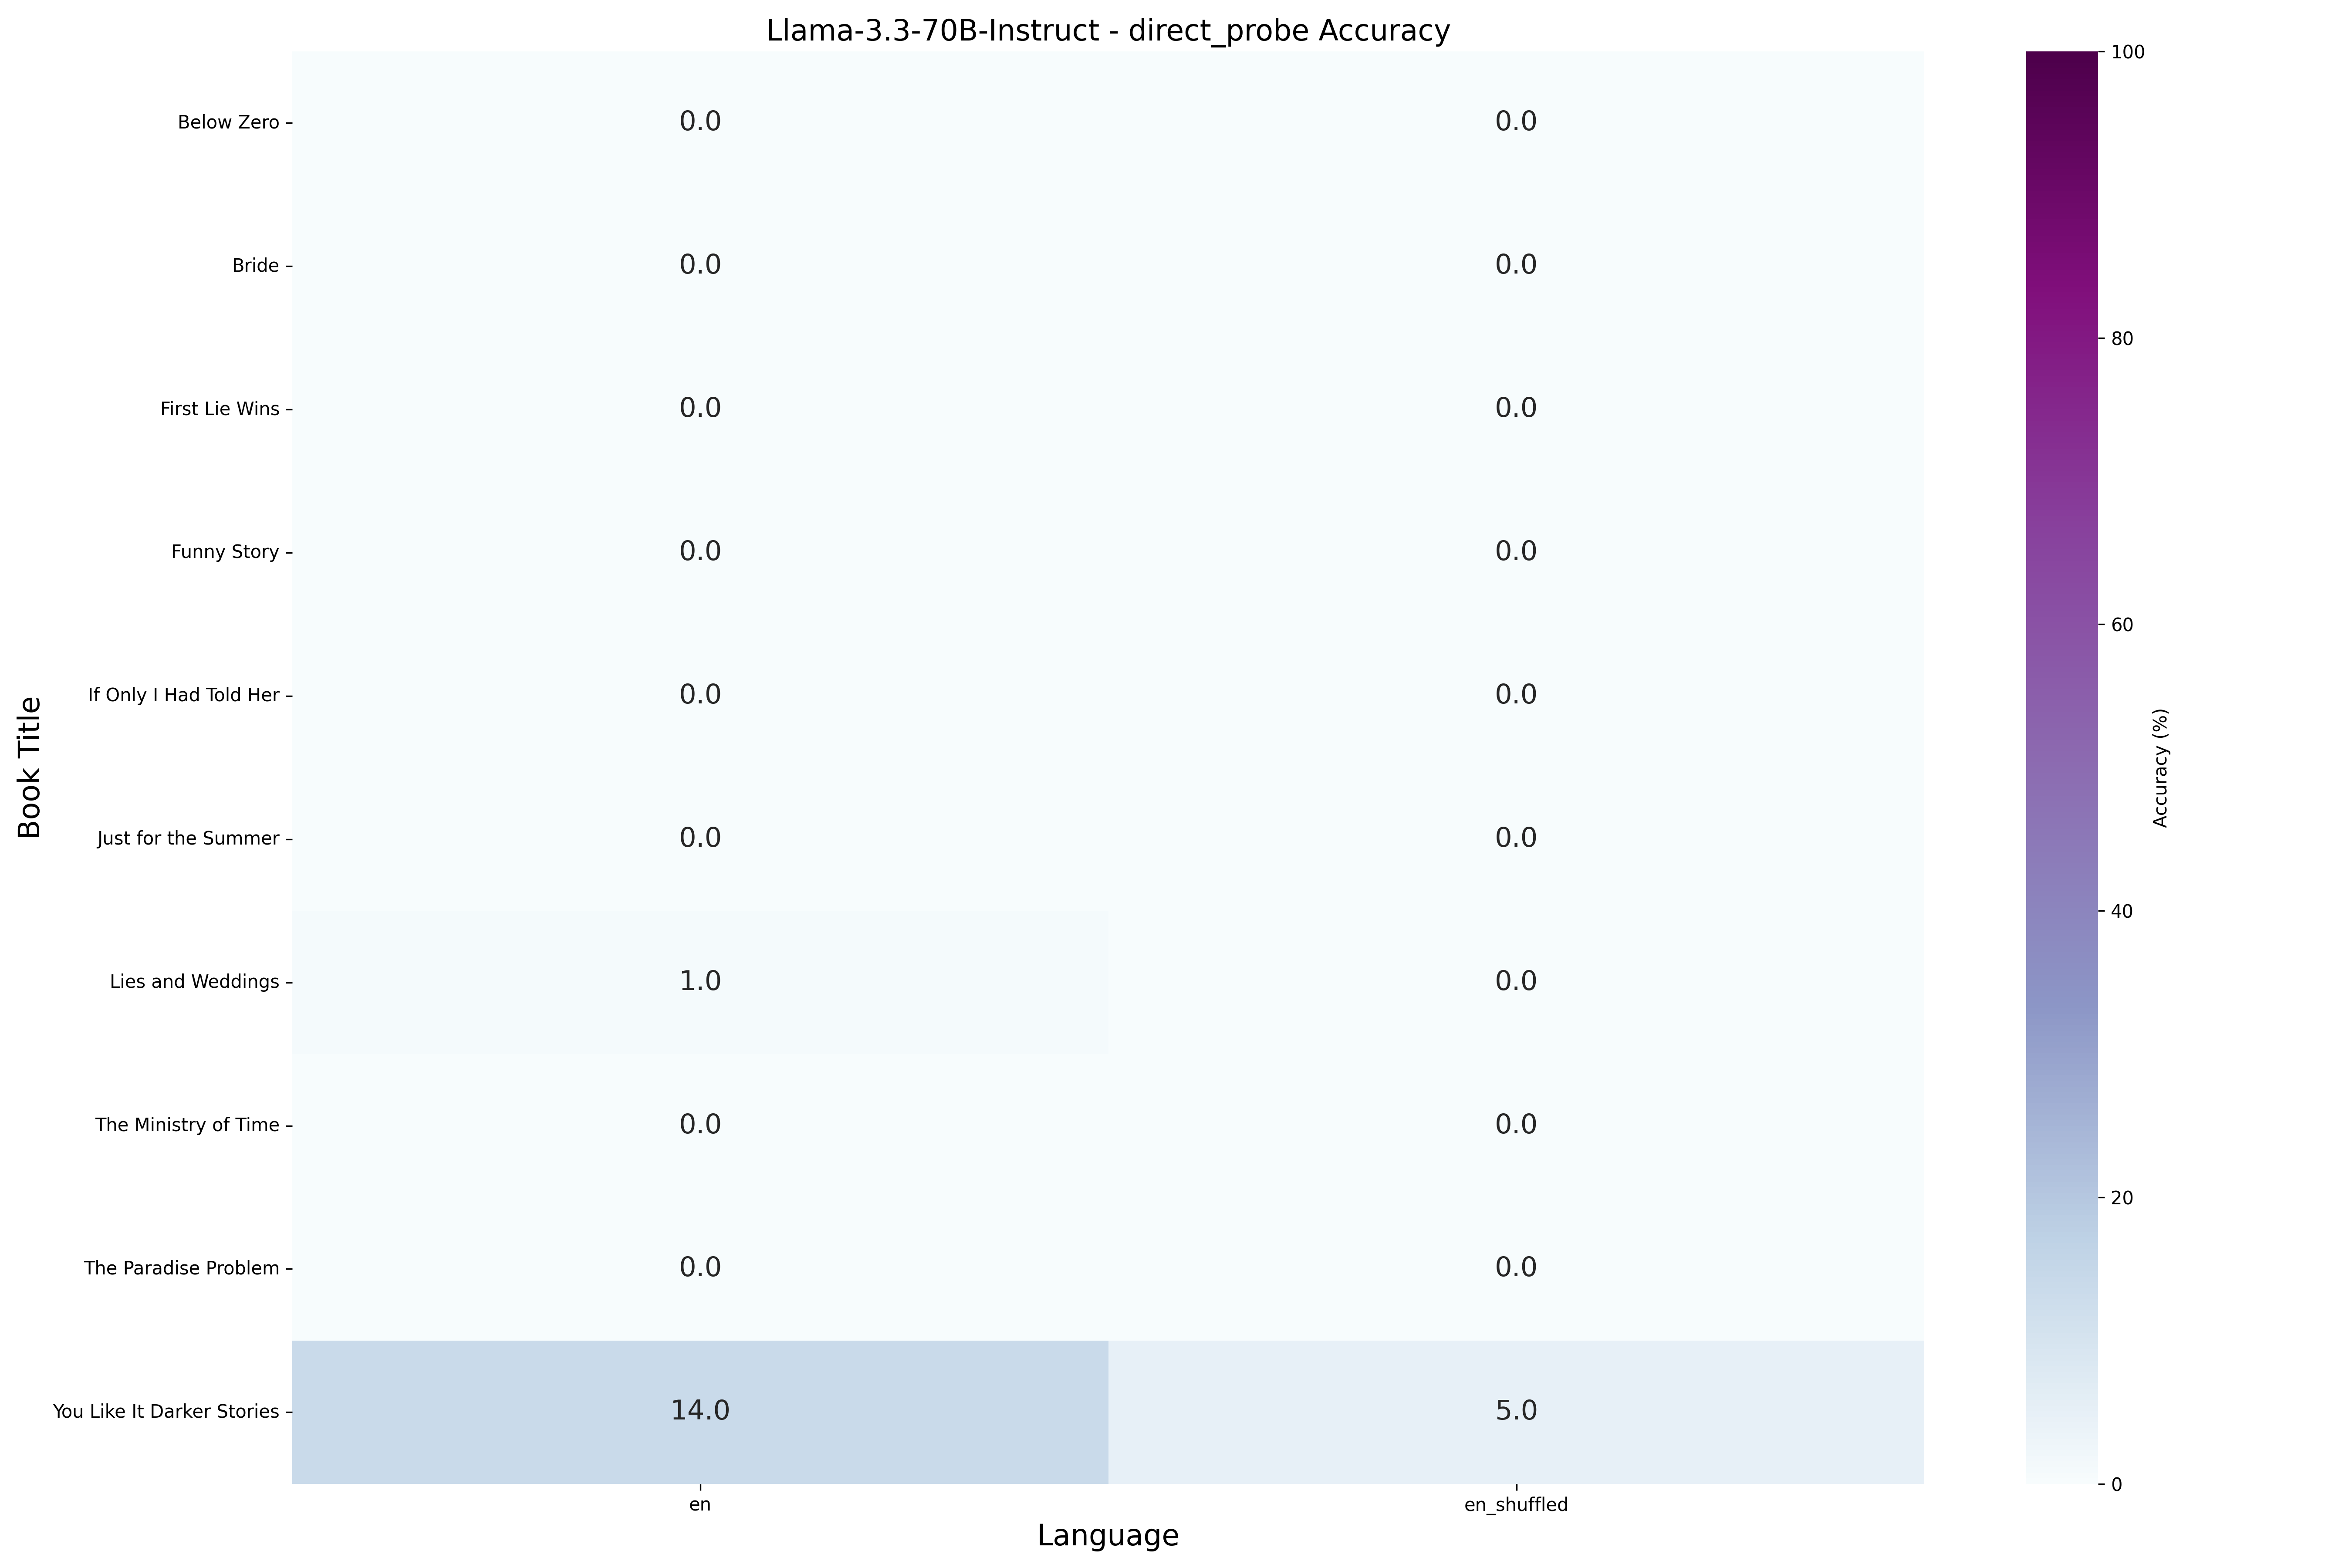 Llama-3.3-70B-Instruct - direct_probe Accuracy
Book Title
Below Zero 0.0 0.0
Bride 0.0 0.0
First Lie Wins 0.0 0.0
Funny Story 0.0 0.0
If Only I Had Told Her 0.0 0.0
Just for the Summer 0.0 0.0
Lies and Weddings 1.0 0.0
The Ministry of Time 0.0 0.0
The Paradise Problem 0.0 0.0
You Like It Darker Stories 14.0 5.0
en en_shuffled
Language
100
80
60
40
20
0
Accuracy (%)